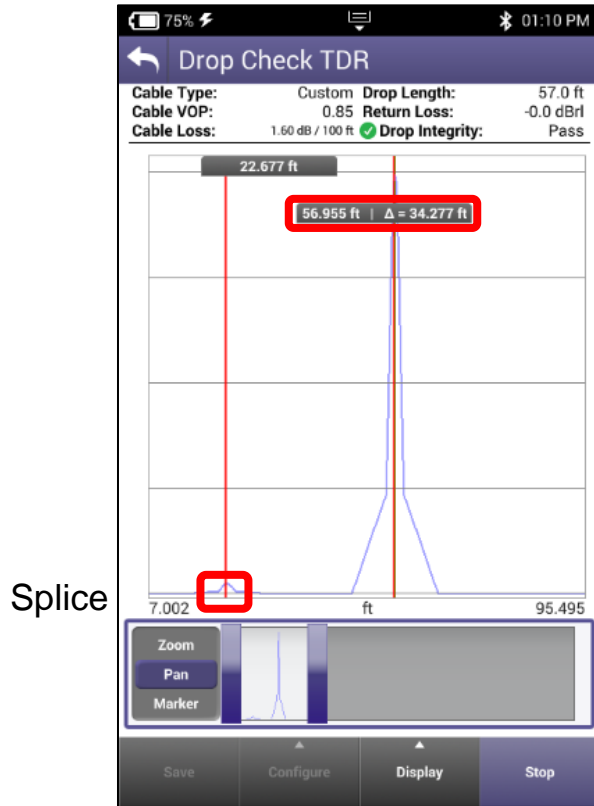 75% 01:10 PM
Drop Check TDR
Cable Type: Custom Drop Length: 57.0 ft
Cable VOP: 0.85 Return Loss: -0.0 dBrl
Cable Loss: 1.60 dB / 100 ft Drop Integrity: Pass
22.677 ft
56.955 ft | Δ = 34.277 ft
Splice
7.002 ft 95.495
Zoom
Pan
Marker
Save Configure Display Stop